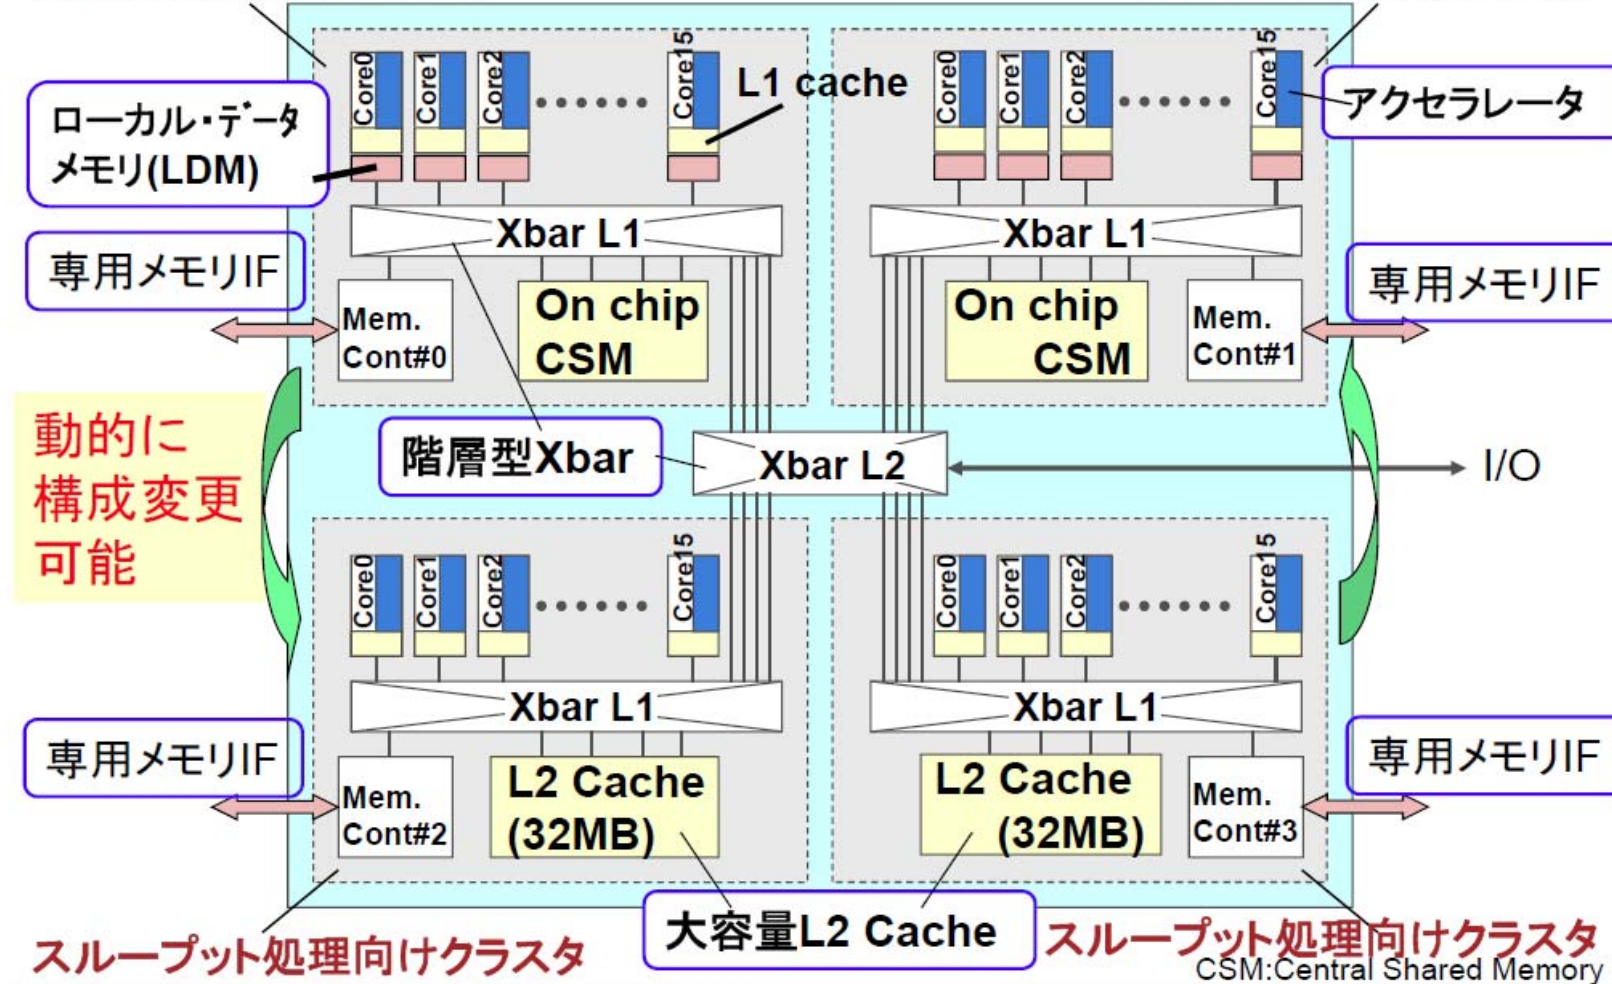 Core0
Core1
Core2
Core15
L1 cache
Core0
Core1
Core2
Core15
アクセラレータ
ローカル・データ
メモリ(LDM)
Xbar L1
Xbar L1
専用メモリIF
専用メモリIF
Mem.
Cont#0
On chip
CSM
On chip
CSM
Mem.
Cont#1
動的に
構成変更
可能
階層型Xbar
Xbar L2
I/O
Core0
Core1
Core2
Core15
Core0
Core1
Core2
Core15
Xbar L1
Xbar L1
専用メモリIF
専用メモリIF
Mem.
Cont#2
L2 Cache
(32MB)
L2 Cache
(32MB)
Mem.
Cont#3
スループット処理向けクラスタ
大容量L2 Cache
スループット処理向けクラスタ
CSM:Central Shared Memory